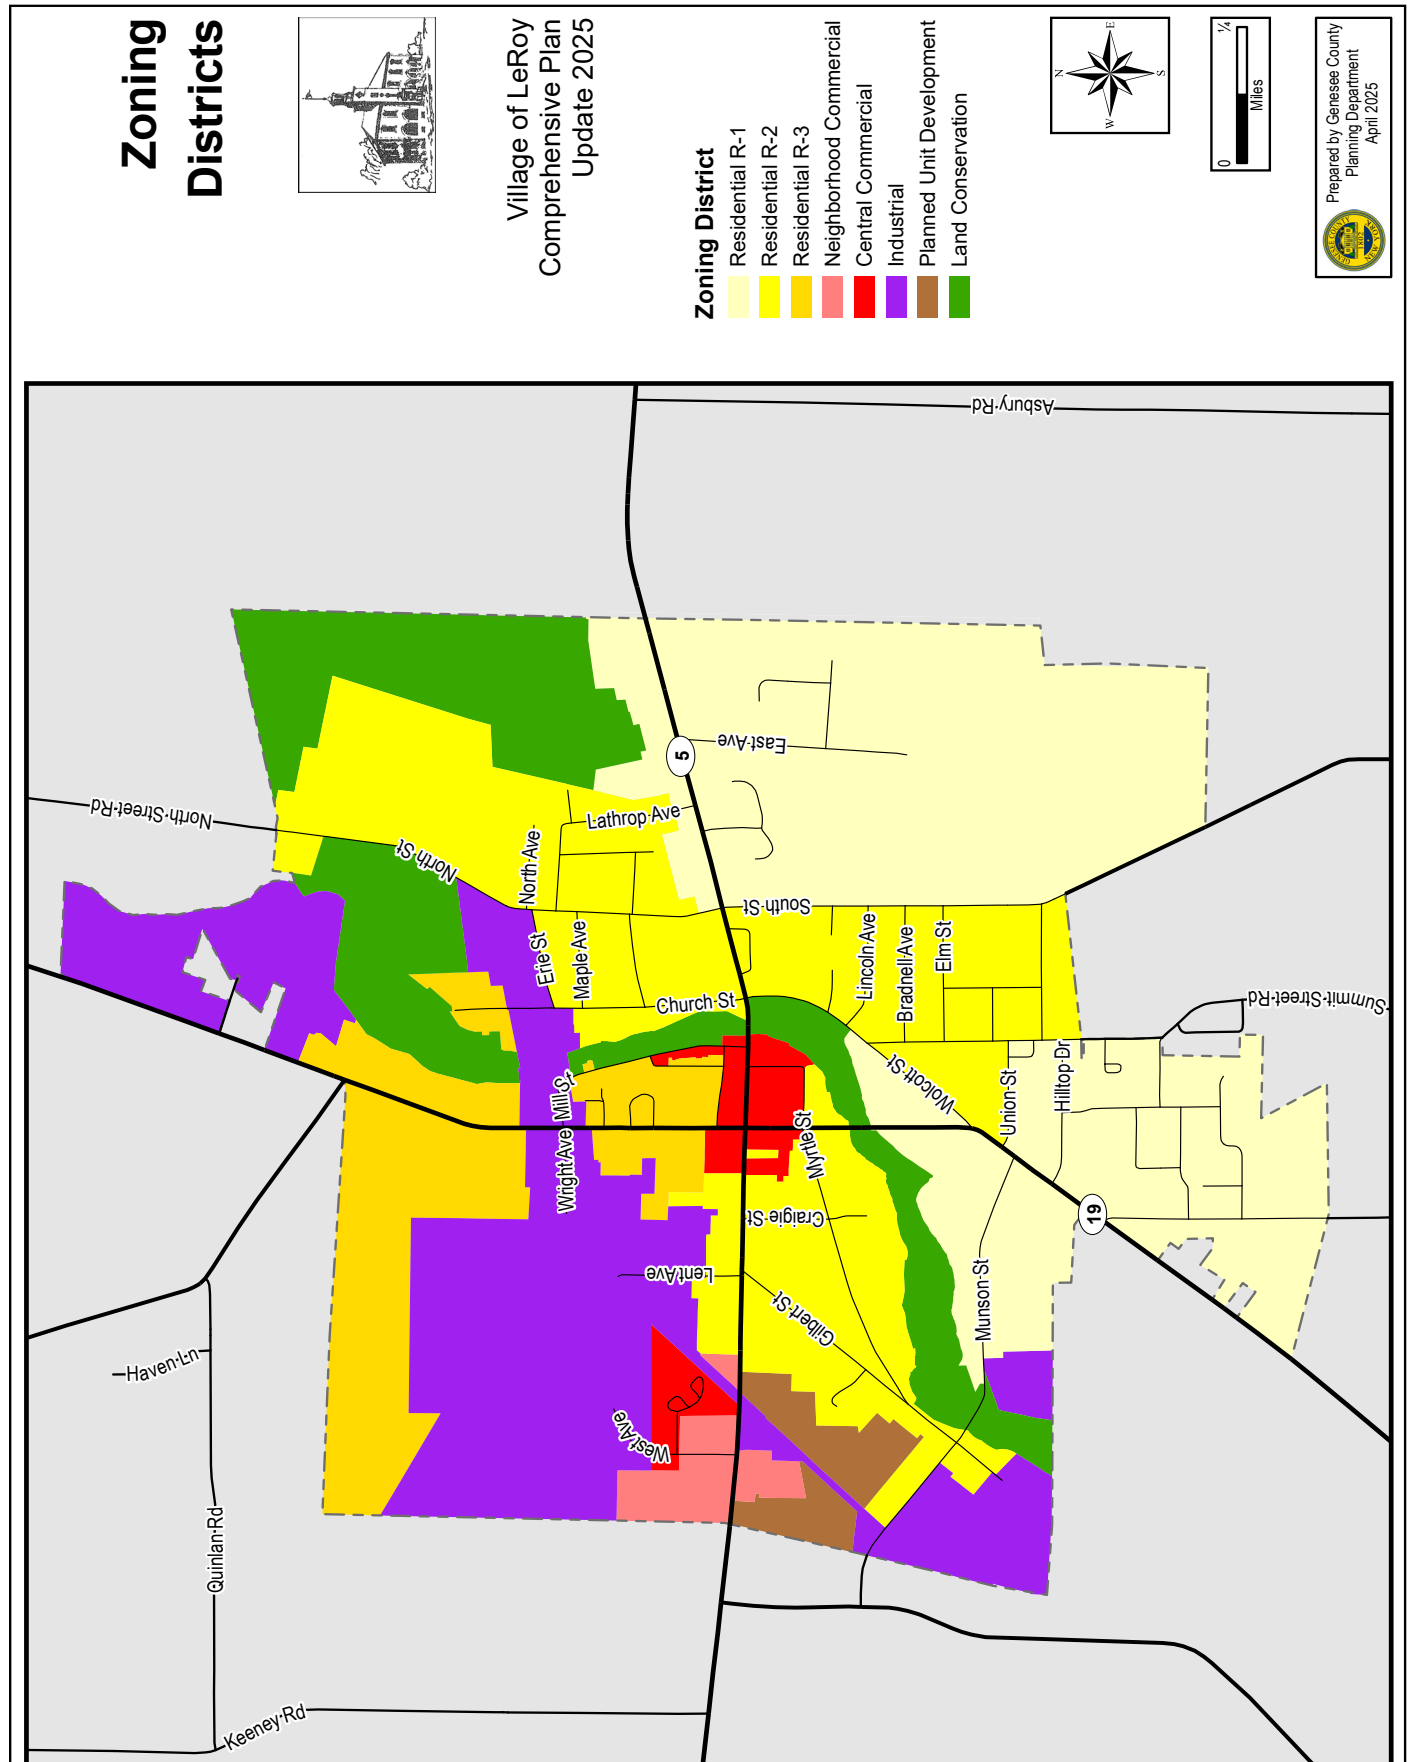 Zoning
Districts
Village of LeRoy
Comprehensive Plan
Update 2025
Zoning District
Residential R-1
Residential R-2
Residential R-3
Neighborhood Commercial
Central Commercial
Industrial
Planned Unit Development
Land Conservation
N
E
S
W
0
¼
Miles
Prepared by Genesee County
Planning Department
April 2025
GENESEE COUNTY
1802
NEW YORK
Asbury Rd
5
East Ave
North Street Rd
North St
Lathrop Ave
North Ave
South St
Erie St
Maple Ave
Church St
Lincoln Ave
Bradnell Ave
Elm St
Summit Street Rd
Wolcott St
Union St
Hilltop Dr
Mill St
Wright Ave
Myrtle St
Craigie St
19
Lent Ave
Gilbert St
Munson St
Haven Ln
West Ave
Quinlan Rd
Keeney Rd